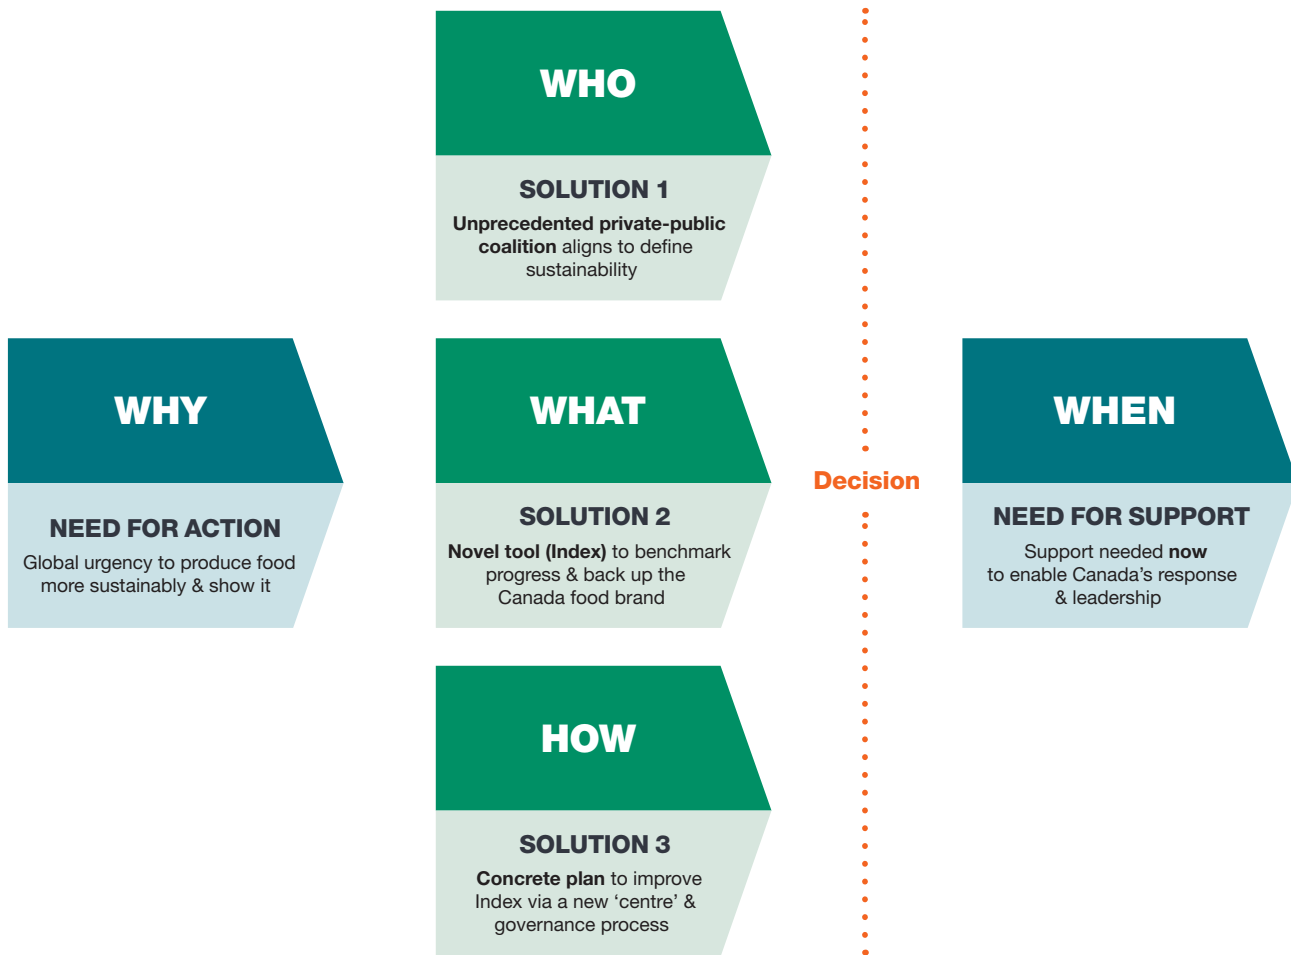 WHY
NEED FOR ACTION
Global urgency to produce food
more sustainably & show it
WHO
SOLUTION 1
Unprecedented private-public
coalition aligns to define
sustainability
WHAT
SOLUTION 2
Novel tool (Index) to benchmark
progress & back up the
Canada food brand
HOW
SOLUTION 3
Concrete plan to improve
Index via a new ‘centre’ &
governance process
Decision
WHEN
NEED FOR SUPPORT
Support needed now
to enable Canada’s response
& leadership